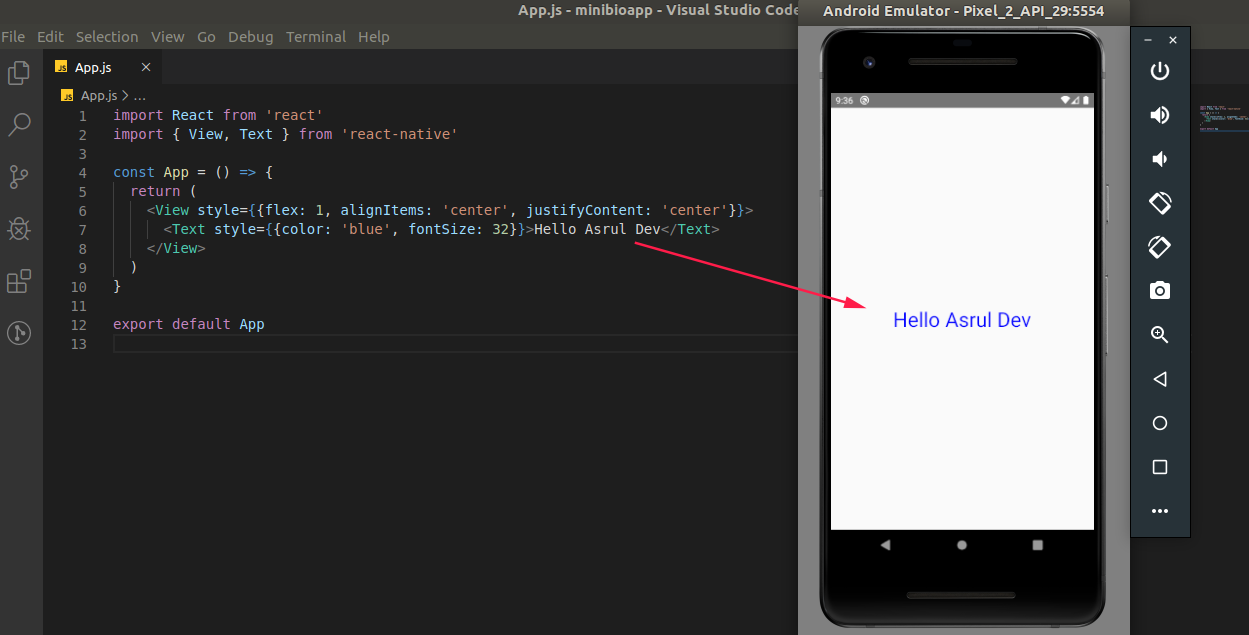 App.js - minibioapp - Visual Studio Code
Android Emulator - Pixel_2_API_29:5554
File Edit Selection View Go Debug Terminal Help
JS App.js
JS App.js > ...
1 import React from 'react'
2 import { View, Text } from 'react-native'
3
4 const App = () => {
5 return (
6 <View style={{flex: 1, alignItems: 'center', justifyContent: 'center'}}>
7 <Text style={{color: 'blue', fontSize: 32}}>Hello Asrul Dev</Text>
8 </View>
9 )
10 }
11
12 export default App
13
9:36
Hello Asrul Dev